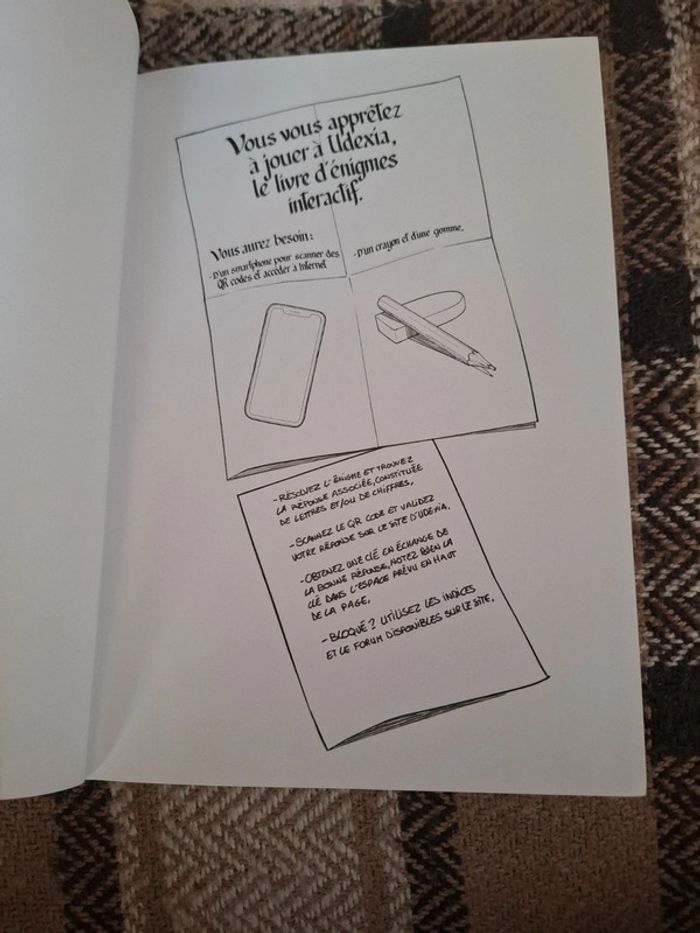 Vous vous apprêtez
à jouer à Udexia,
le livre d'énigmes
interactif.
Vous aurez besoin:
-D'un smartphone pour scanner des
QR codes et accéder à Internet
-D'un crayon et d'une gomme.
-RÉSOLVEZ L'ÉNIGME ET TROUVEZ
LA RÉPONSE ASSOCIÉE, CONSTITUÉE
DE LETTRES ET/OU DE CHIFFRES.
-SCANNEZ LE QR CODE ET VALIDEZ
VOTRE RÉPONSE SUR LE SITE D'UDEXIA.
-OBTENEZ UNE CLÉ EN ÉCHANGE DE
LA BONNE RÉPONSE, NOTEZ BIEN LA
CLÉ DANS L'ESPACE PRÉVU EN HAUT
DE LA PAGE.
-BLOQUÉ ? UTILISEZ LES INDICES
ET LE FORUM DISPONIBLES SUR LE SITE.